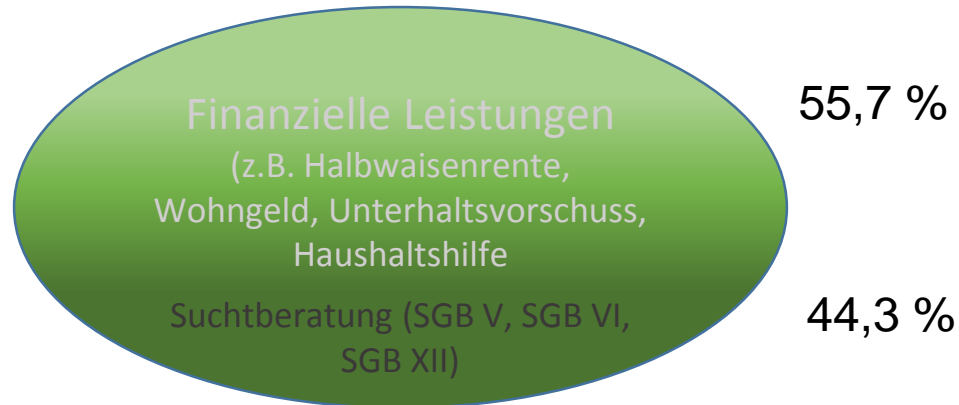 Finanzielle Leistungen
55,7 %
(z.B. Halbwaisenrente,
Wohngeld, Unterhaltsvorschuss,
Haushaltshilfe
Suchtberatung (SGB V, SGB VI,
44,3 %
SGB XII)